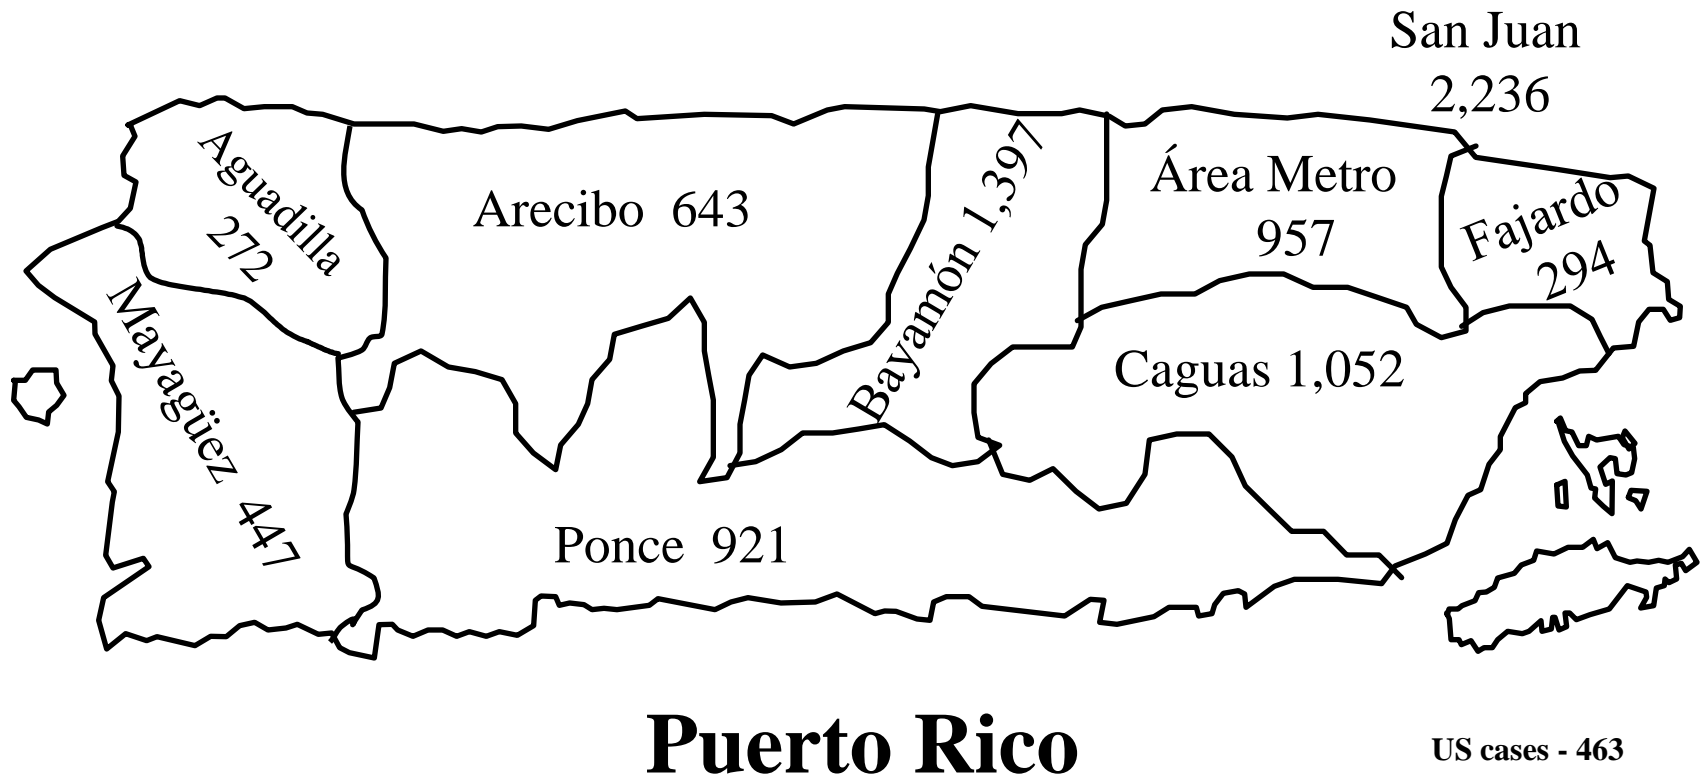 San Juan
2,236
Aguadilla
272
Arecibo 643
Bayamón 1,397
Área Metro
957
Fajardo
294
Mayagüez 447
Caguas 1,052
Ponce 921
Puerto Rico
US cases - 463